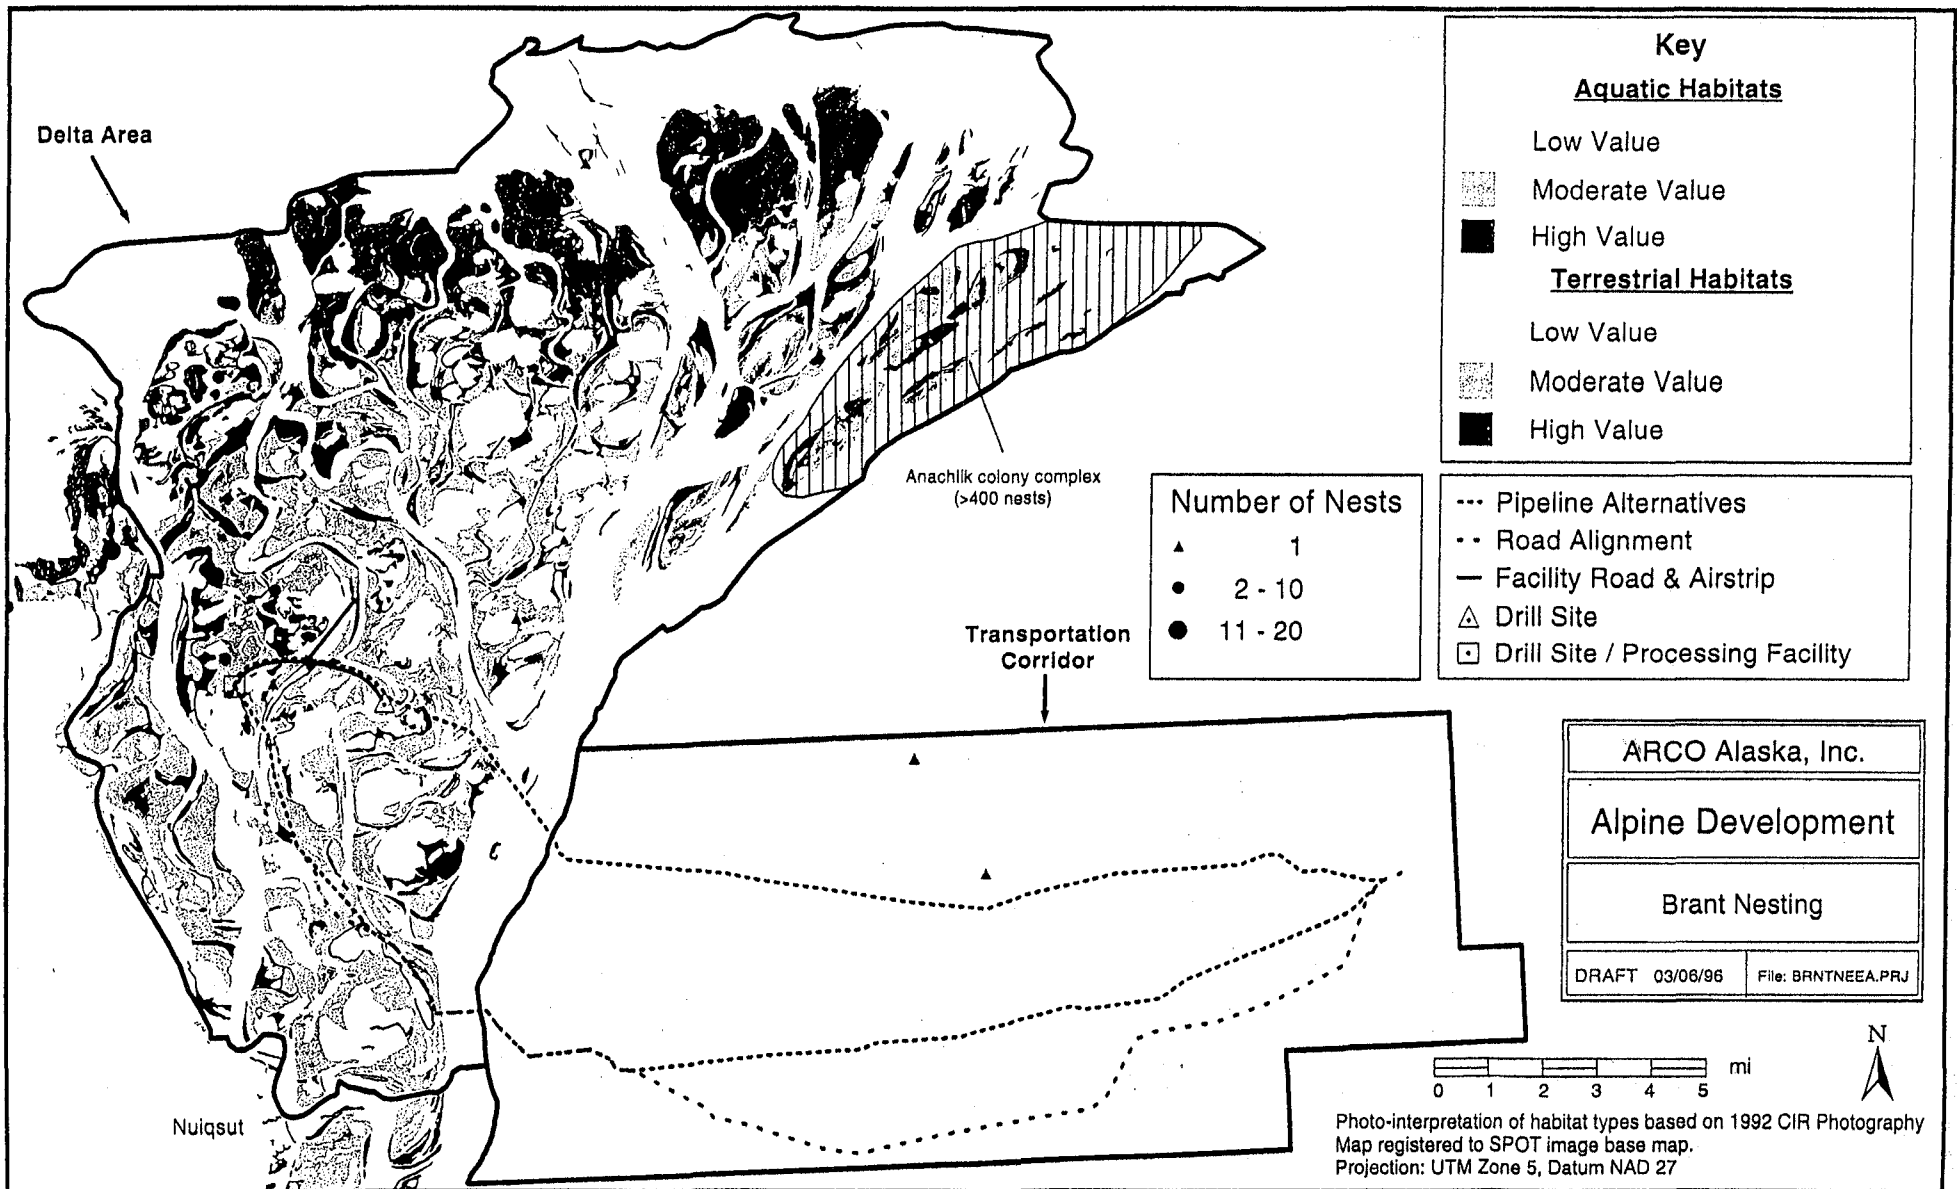 Key
Aquatic Habitats
Low Value
Moderate Value
High Value
Terrestrial Habitats
Low Value
Moderate Value
High Value
Delta Area
Anachlik colony complex
(>400 nests)
Number of Nests
1
2 - 10
11 - 20
Pipeline Alternatives
Road Alignment
Facility Road & Airstrip
Drill Site
Drill Site / Processing Facility
Transportation
Corridor
ARCO Alaska, Inc.
Alpine Development
Brant Nesting
DRAFT 03/06/96
File: BRNTNEEA.PRJ
N
mi
0 1 2 3 4 5
Nuiqsut
Photo-interpretation of habitat types based on 1992 CIR Photography
Map registered to SPOT image base map.
Projection: UTM Zone 5, Datum NAD 27